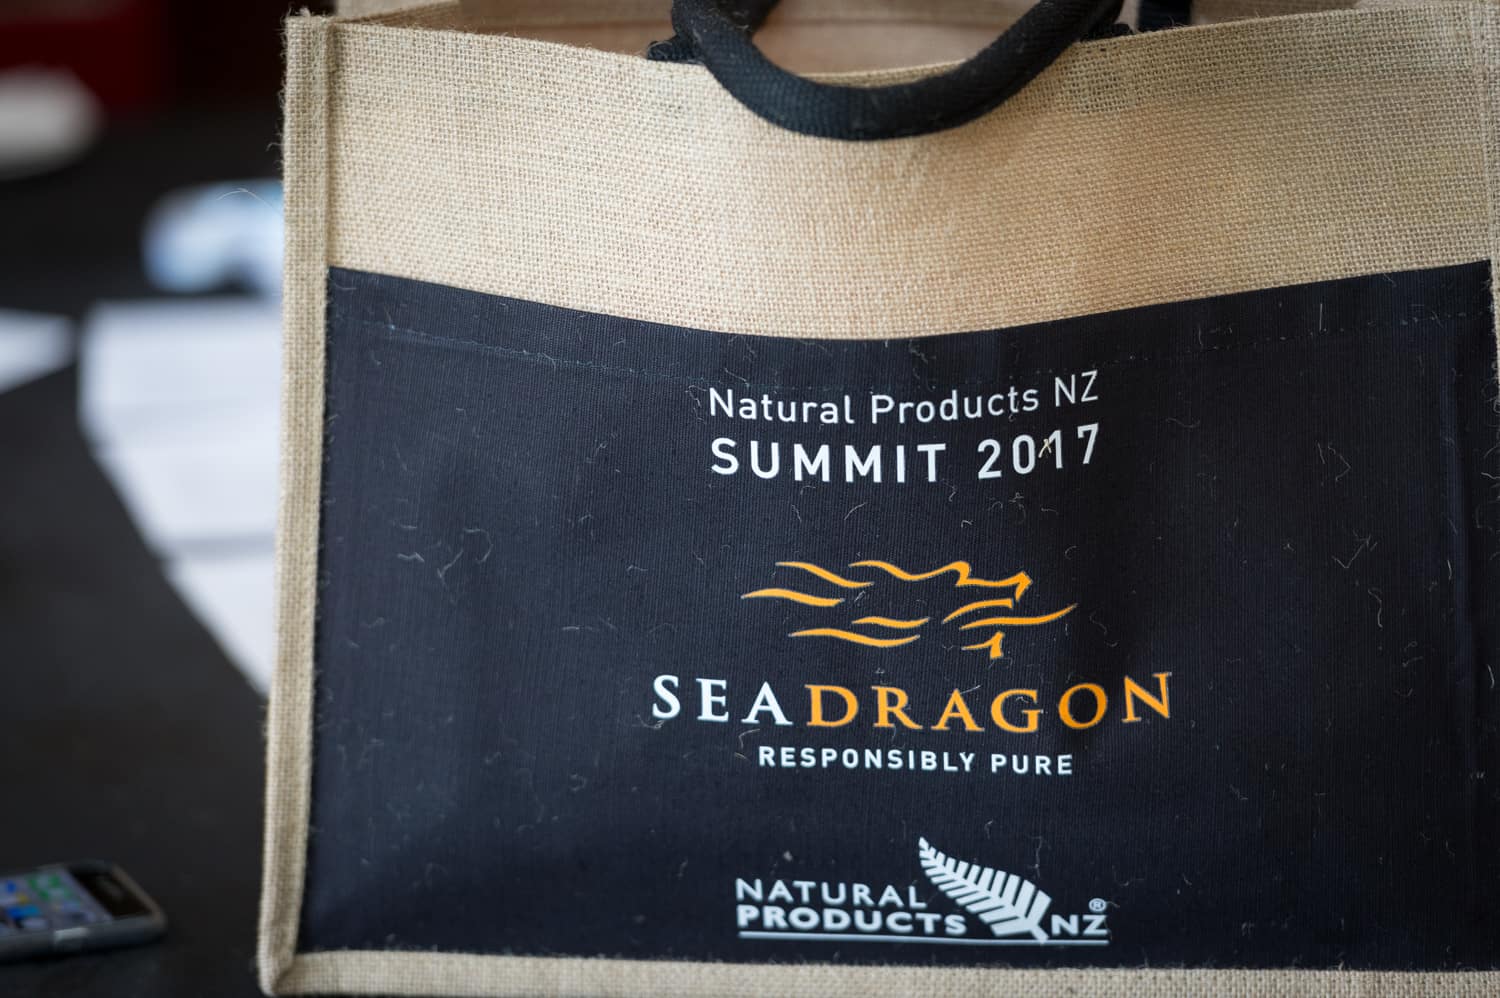 Natural Products NZ
SUMMIT 2017
SEADRAGON
RESPONSIBLY PURE
NATURAL
PRODUCTS NZ®